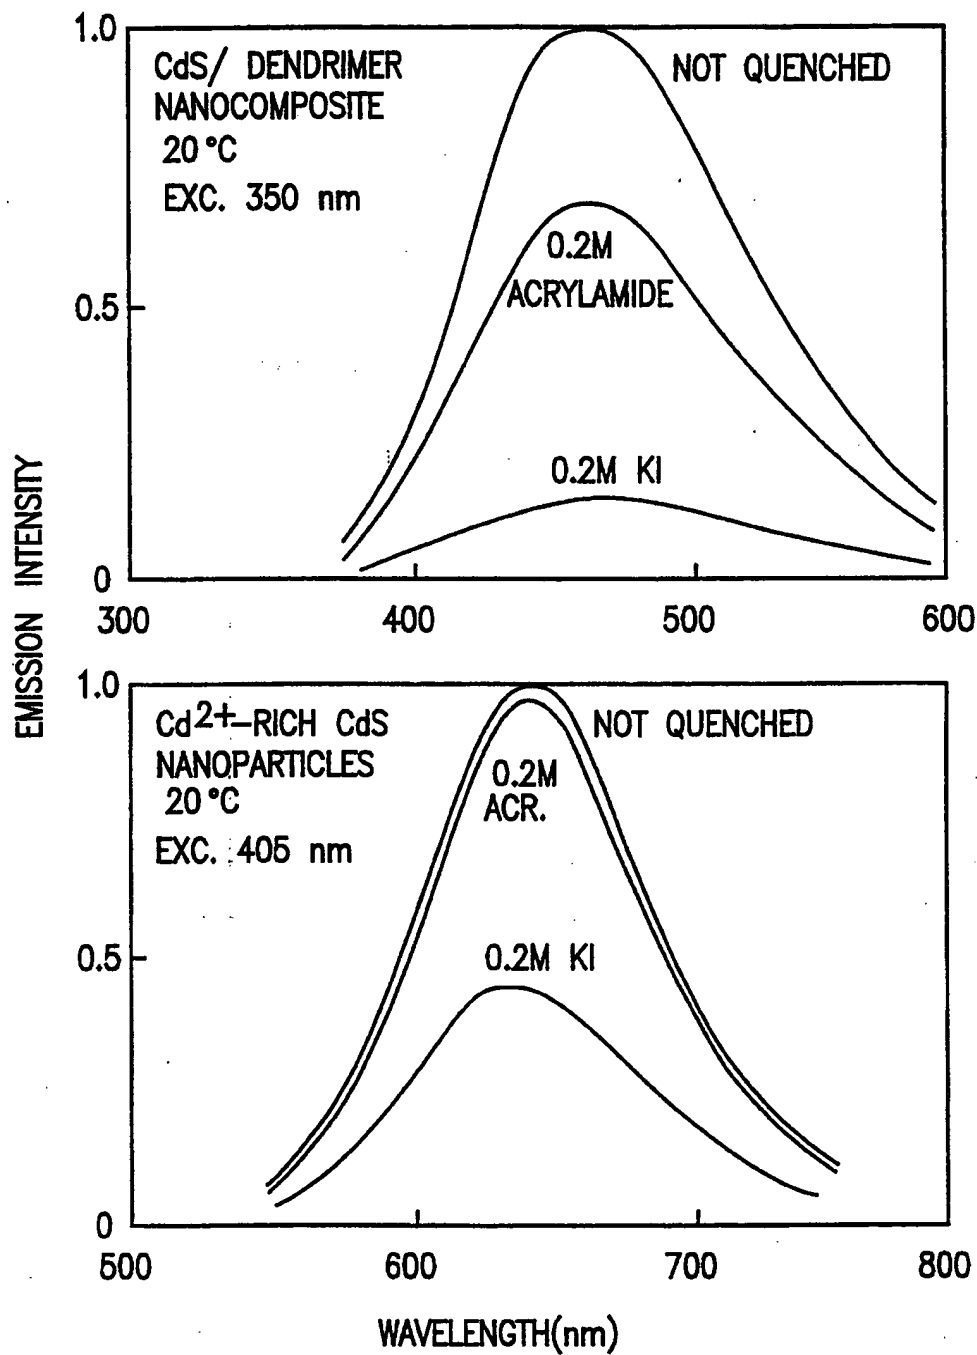 1.0
CdS/ DENDRIMER
NANOCOMPOSITE
20 °C
EXC. 350 nm
NOT QUENCHED
0.2M
ACRYLAMIDE
0.5
0.2M KI
0
300
400
500
600
EMISSION INTENSITY
1.0
Cd2+-RICH CdS
NANOPARTICLES
20 °C
EXC. 405 nm
NOT QUENCHED
0.2M
ACR.
0.5
0.2M KI
0
500
600
700
800
WAVELENGTH(nm)